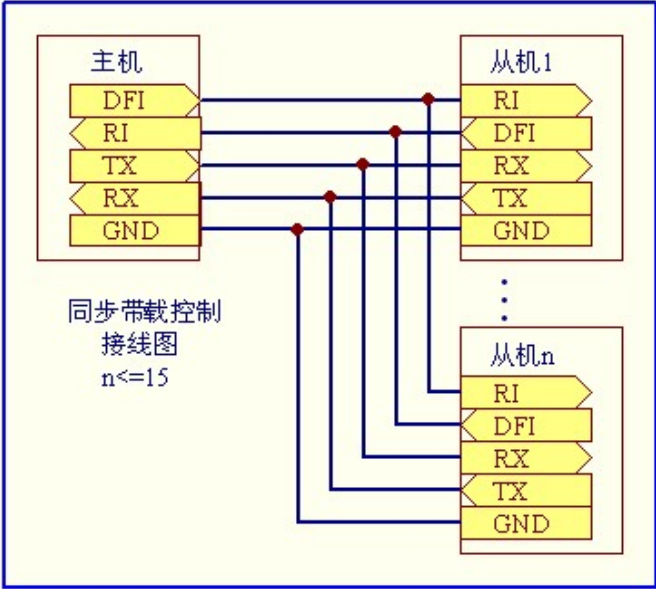 主机
DFI
RI
TX
RX
GND
从机1
RI
DFI
RX
TX
GND
同步带载控制
接线图
n<=15
从机n
RI
DFI
RX
TX
GND